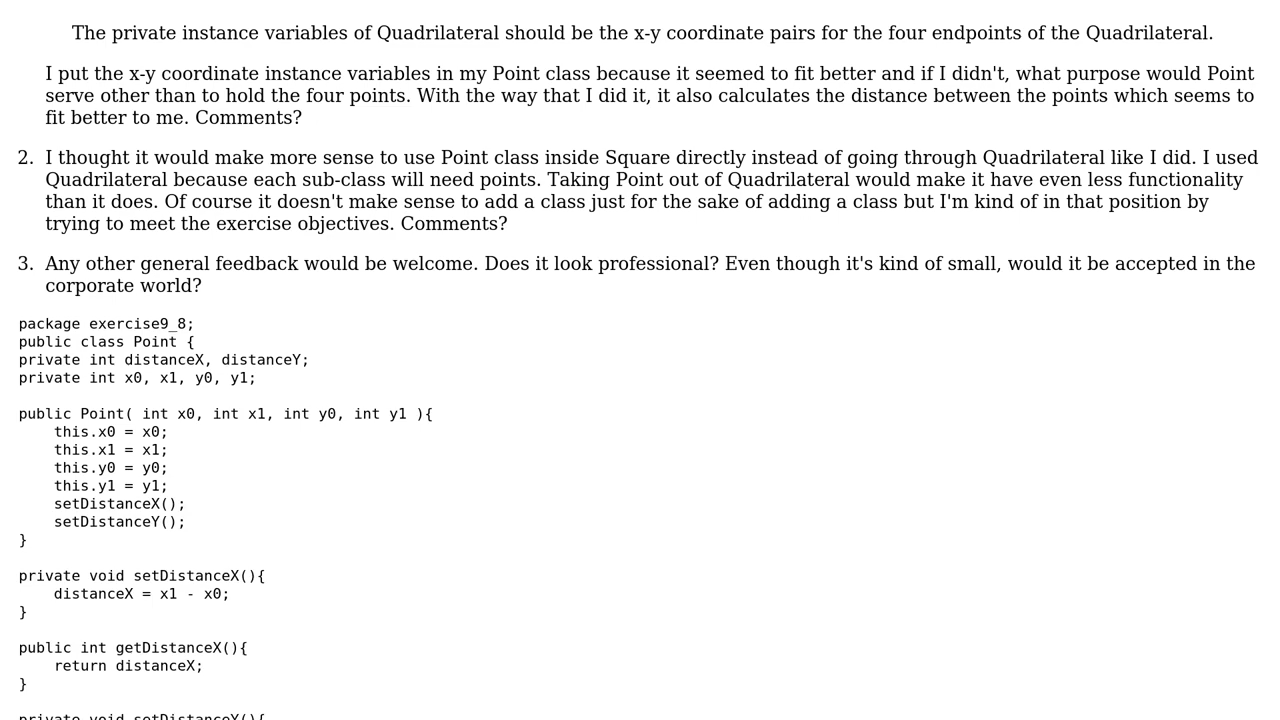 The private instance variables of Quadrilateral should be the x-y coordinate pairs for the four endpoints of the Quadrilateral.
I put the x-y coordinate instance variables in my Point class because it seemed to fit better and if I didn't, what purpose would Point
serve other than to hold the four points. With the way that I did it, it also calculates the distance between the points which seems to
fit better to me. Comments?
2. I thought it would make more sense to use Point class inside Square directly instead of going through Quadrilateral like I did. I used
Quadrilateral because each sub-class will need points. Taking Point out of Quadrilateral would make it have even less functionality
than it does. Of course it doesn't make sense to add a class just for the sake of adding a class but I'm kind of in that position by
trying to meet the exercise objectives. Comments?
3. Any other general feedback would be welcome. Does it look professional? Even though it's kind of small, would it be accepted in the
corporate world?
package exercise9_8;
public class Point {
private int distanceX, distanceY;
private int x0, x1, y0, y1;
public Point( int x0, int x1, int y0, int y1 ){
    this.x0 = x0;
    this.x1 = x1;
    this.y0 = y0;
    this.y1 = y1;
    setDistanceX();
    setDistanceY();
}
private void setDistanceX(){
    distanceX = x1 - x0;
}
public int getDistanceX(){
    return distanceX;
}
private void setDistanceY(){